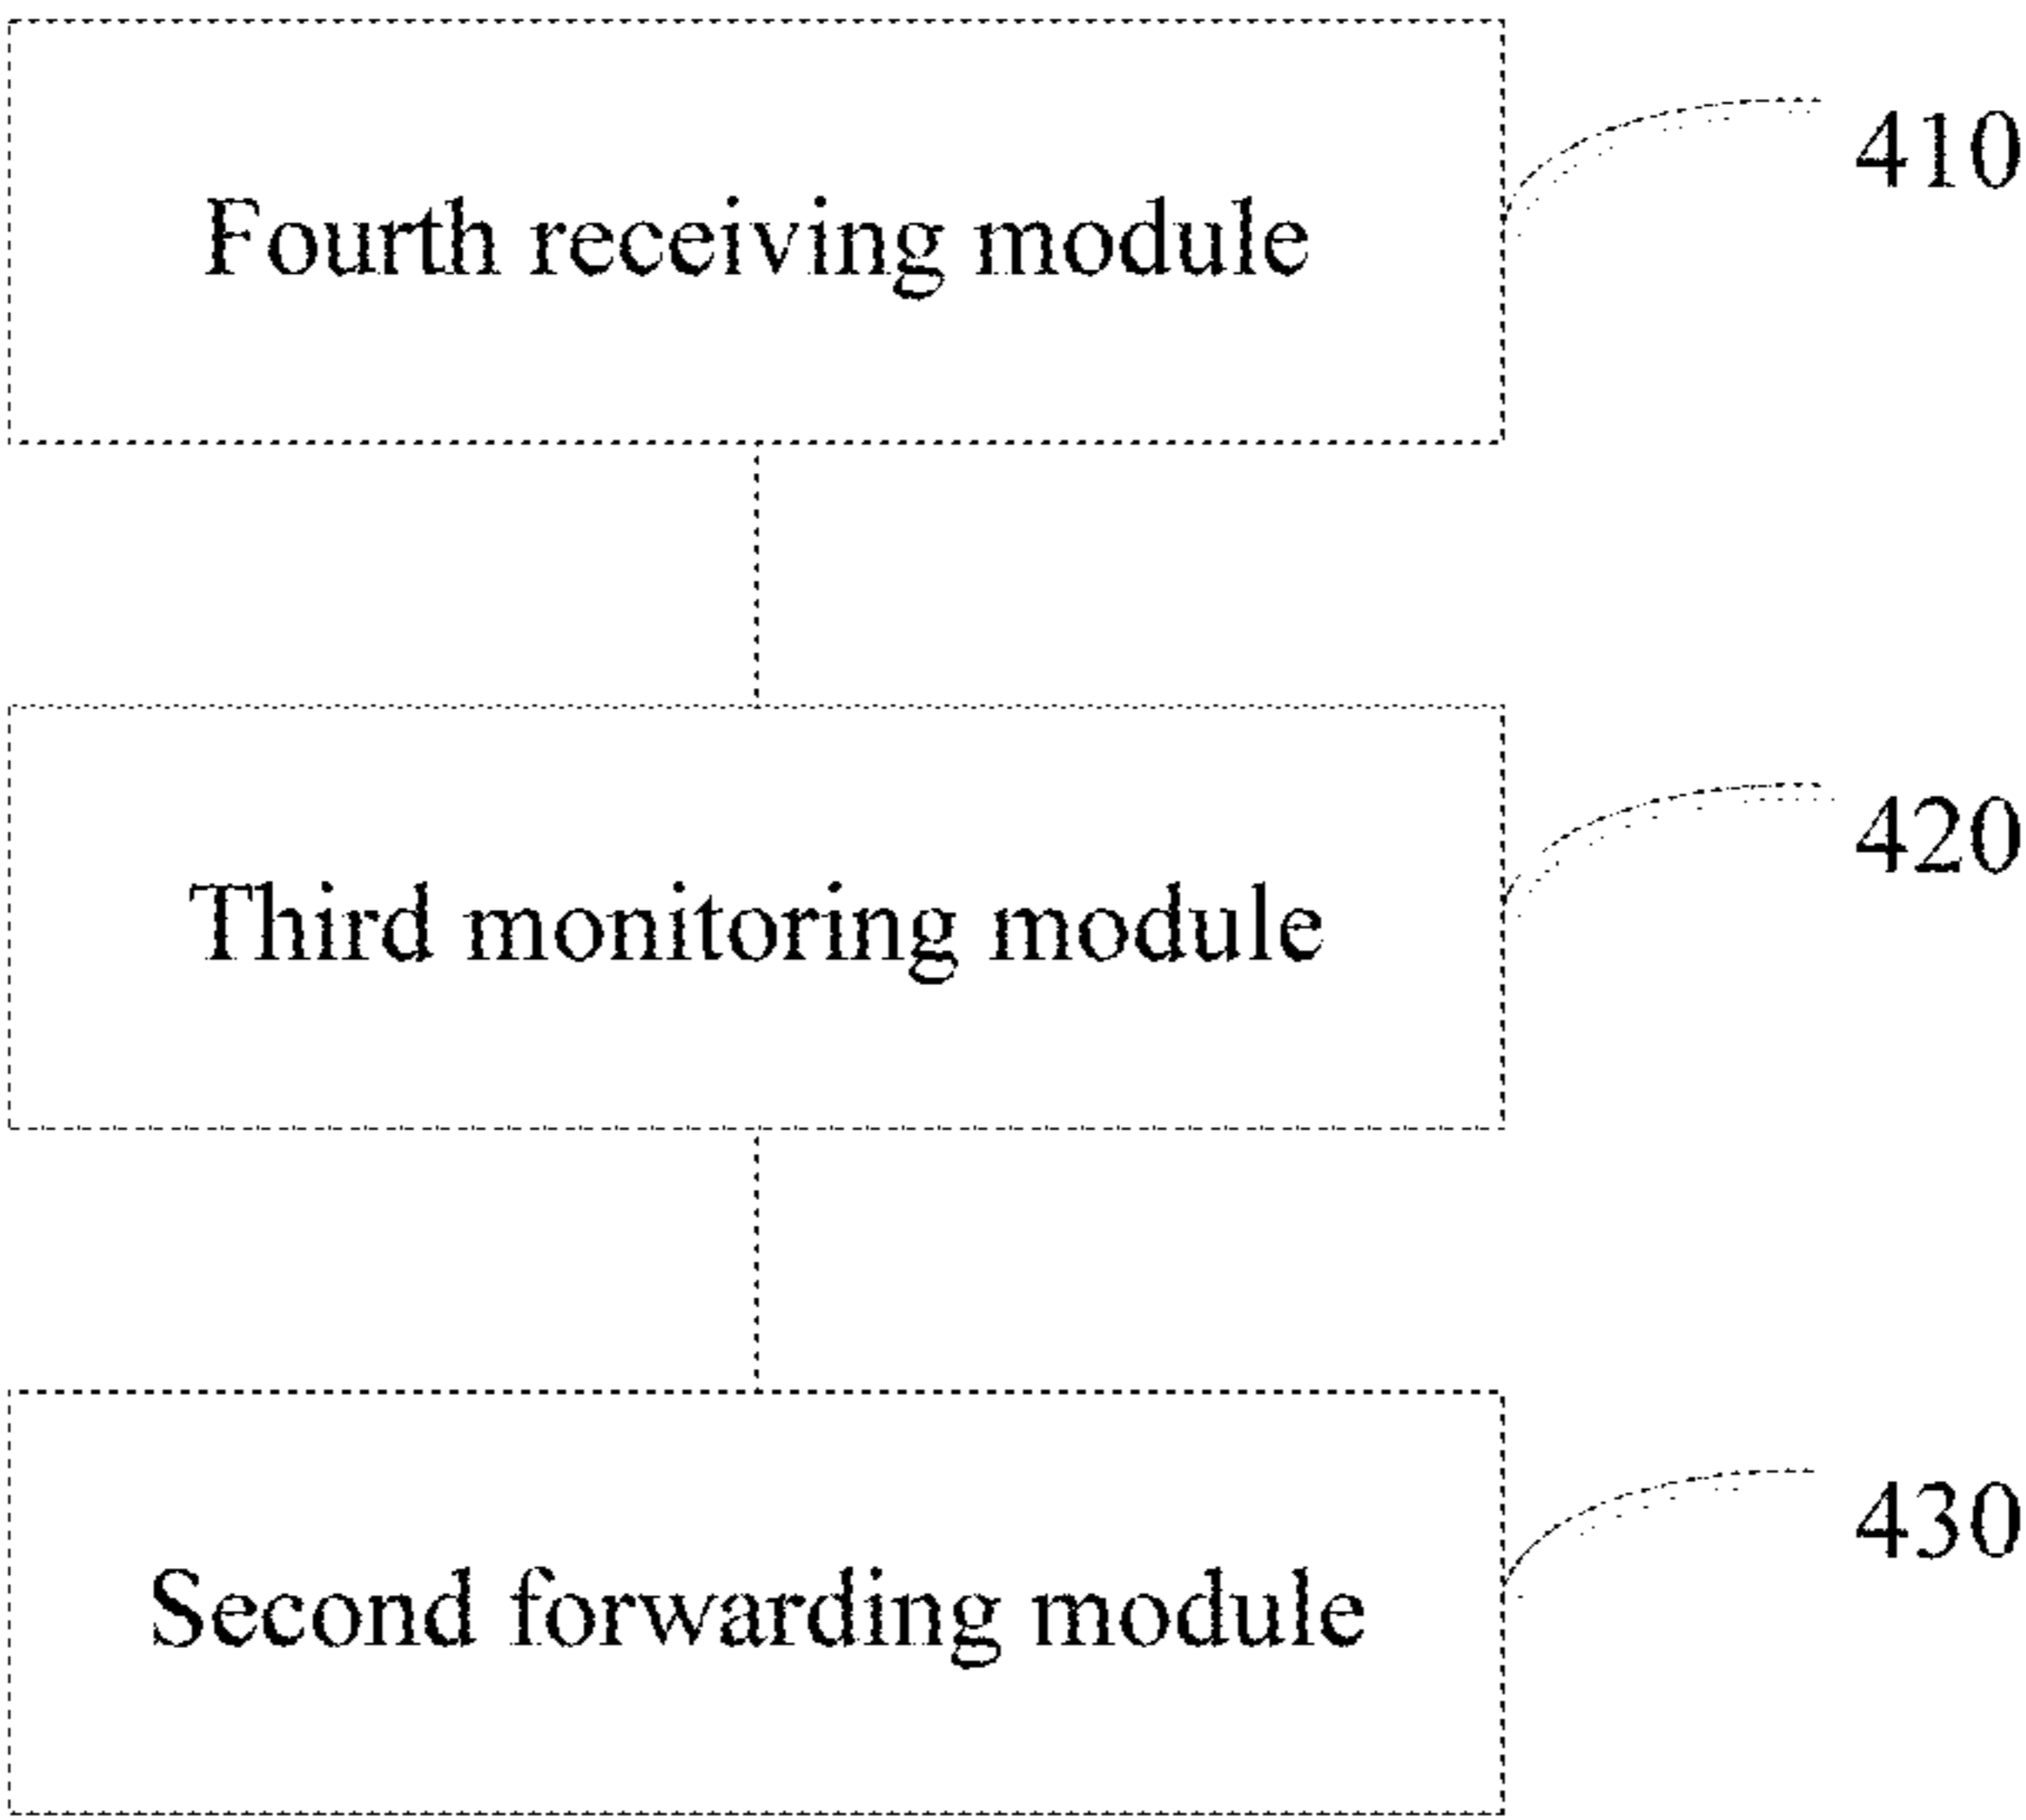 410
Fourth receiving module
420
Third monitoring module
430
Second forwarding module